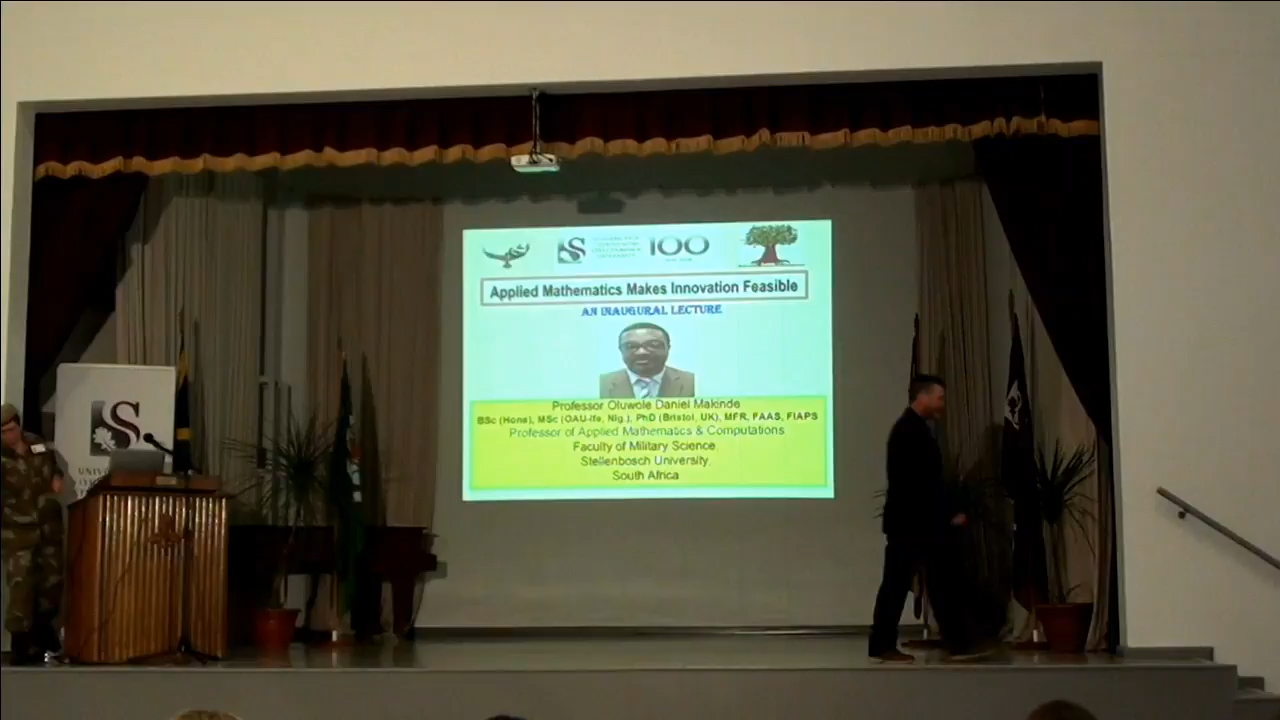 S
100
Applied Mathematics Makes Innovation Feasible
AN INAUGURAL LECTURE
Professor Oluwole Daniel Makinde
BSc (Hons), MSc (OAU-Ife, Nig.), PhD (Bristol, UK), MFR, FAAS, FIAPS
Professor of Applied Mathematics & Computations
Faculty of Military Science,
Stellenbosch University,
South Africa
S